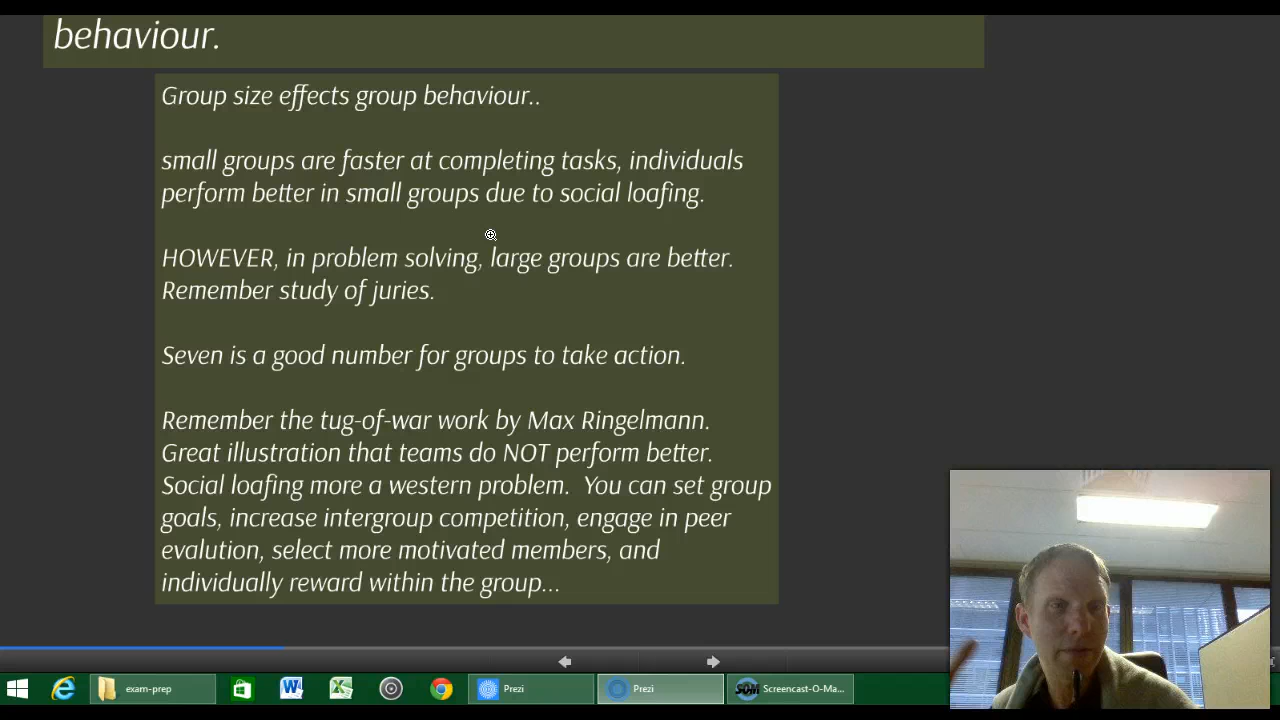 behaviour.
Group size effects group behaviour..
small groups are faster at completing tasks, individuals
perform better in small groups due to social loafing.
HOWEVER, in problem solving, large groups are better.
Remember study of juries.
Seven is a good number for groups to take action.
Remember the tug-of-war work by Max Ringelmann.
Great illustration that teams do NOT perform better.
Social loafing more a western problem. You can set group
goals, increase intergroup competition, engage in peer
evalution, select more motivated members, and
individually reward within the group...
exam-prep
Prezi
Prezi
SOM
Screencast-O-Ma...